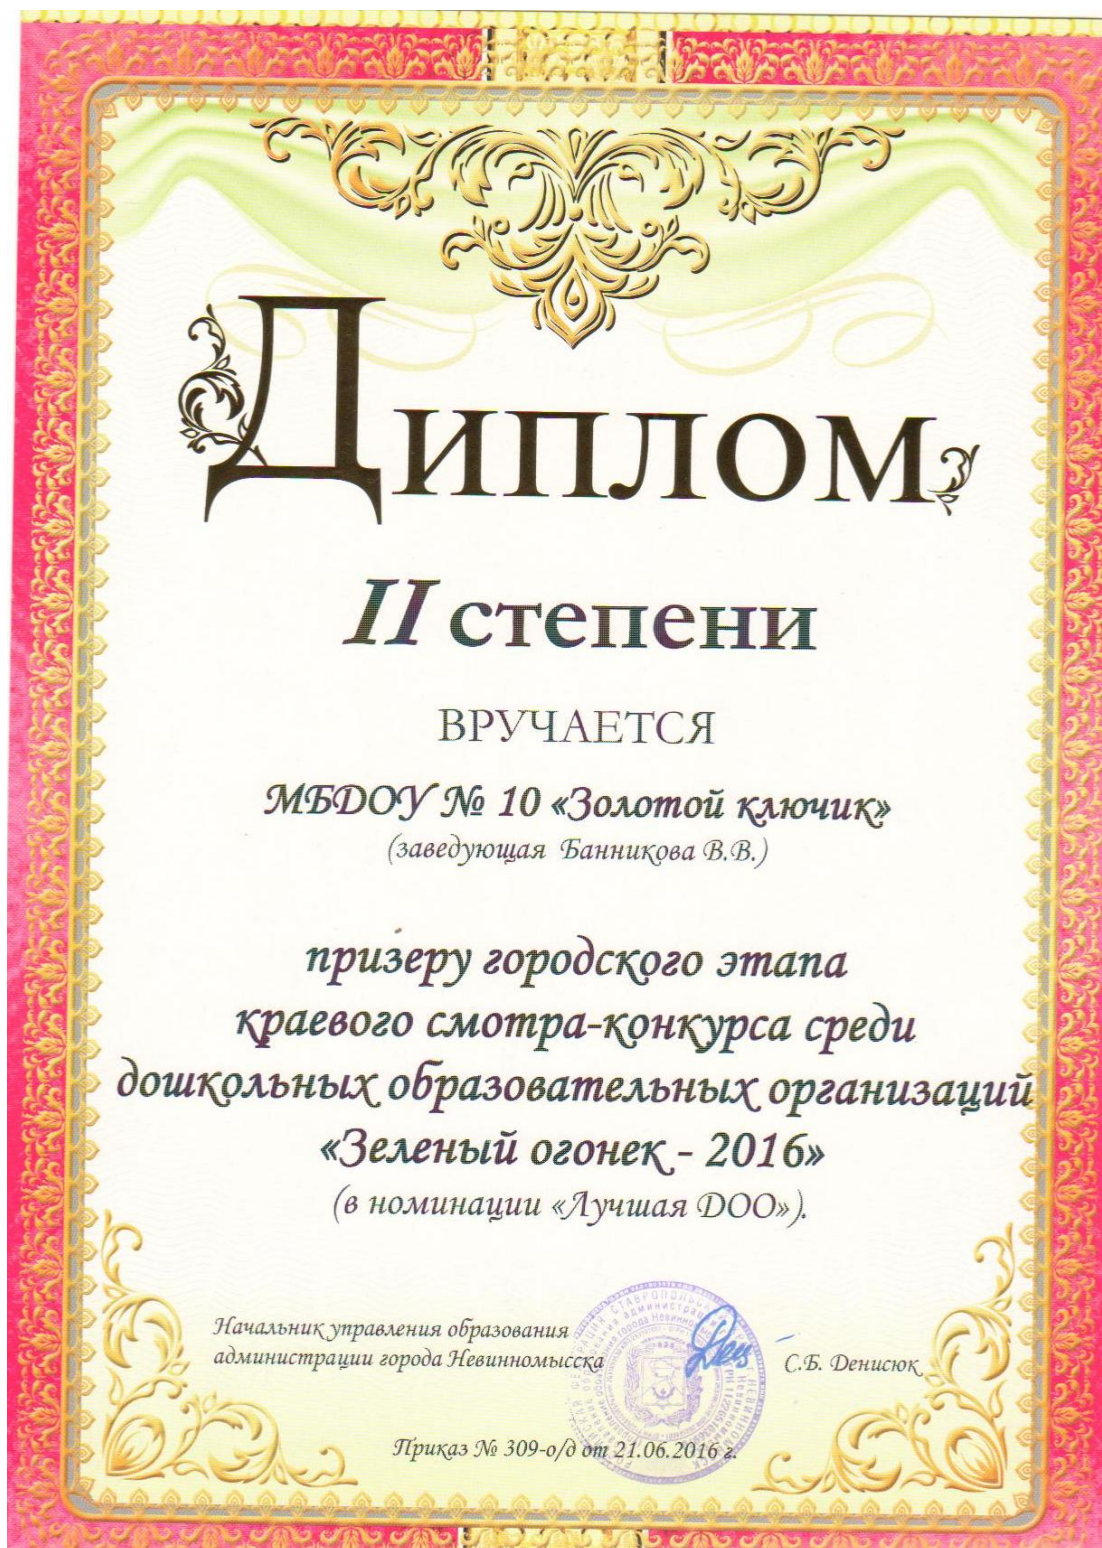 Диплом
II степени
ВРУЧАЕТСЯ
МБДОУ № 10 «Золотой ключик»
(заведующая Банникова В.В.)
призеру городского этапа
краевого смотра-конкурса среди
дошкольных образовательных организаций
«Зеленый огонек - 2016»
(в номинации «Лучшая ДОО»).
Начальник управления образования
администрации города Невинномысска
С.Б. Денисюк
Приказ № 309-о/д от 21.06.2016 г.